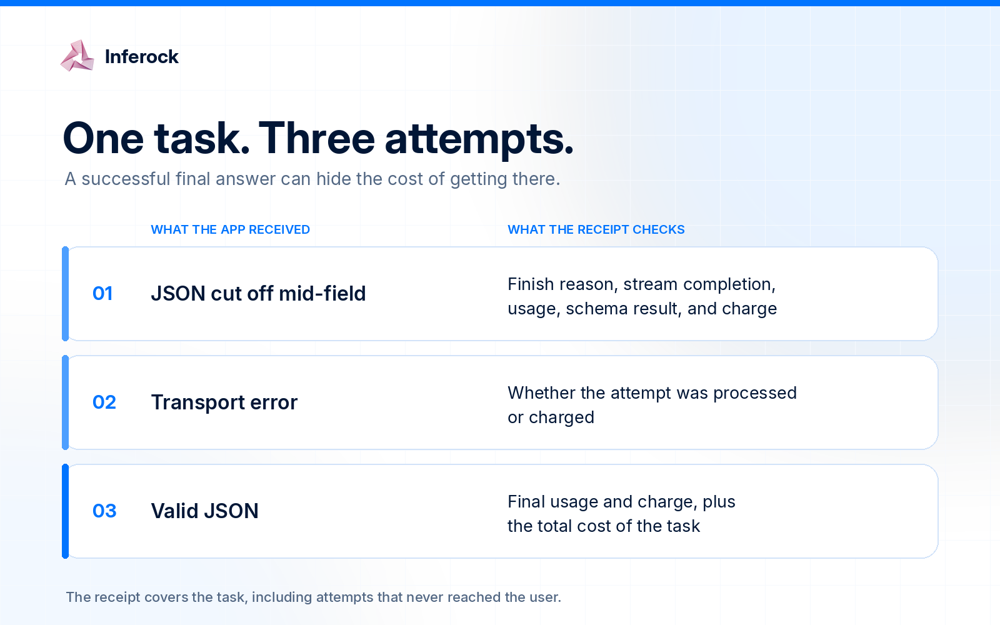 Inferock
One task. Three attempts.
A successful final answer can hide the cost of getting there.
WHAT THE APP RECEIVED
WHAT THE RECEIPT CHECKS
01
JSON cut off mid-field
Finish reason, stream completion,
usage, schema result, and charge
02
Transport error
Whether the attempt was processed
or charged
03
Valid JSON
Final usage and charge, plus
the total cost of the task
The receipt covers the task, including attempts that never reached the user.